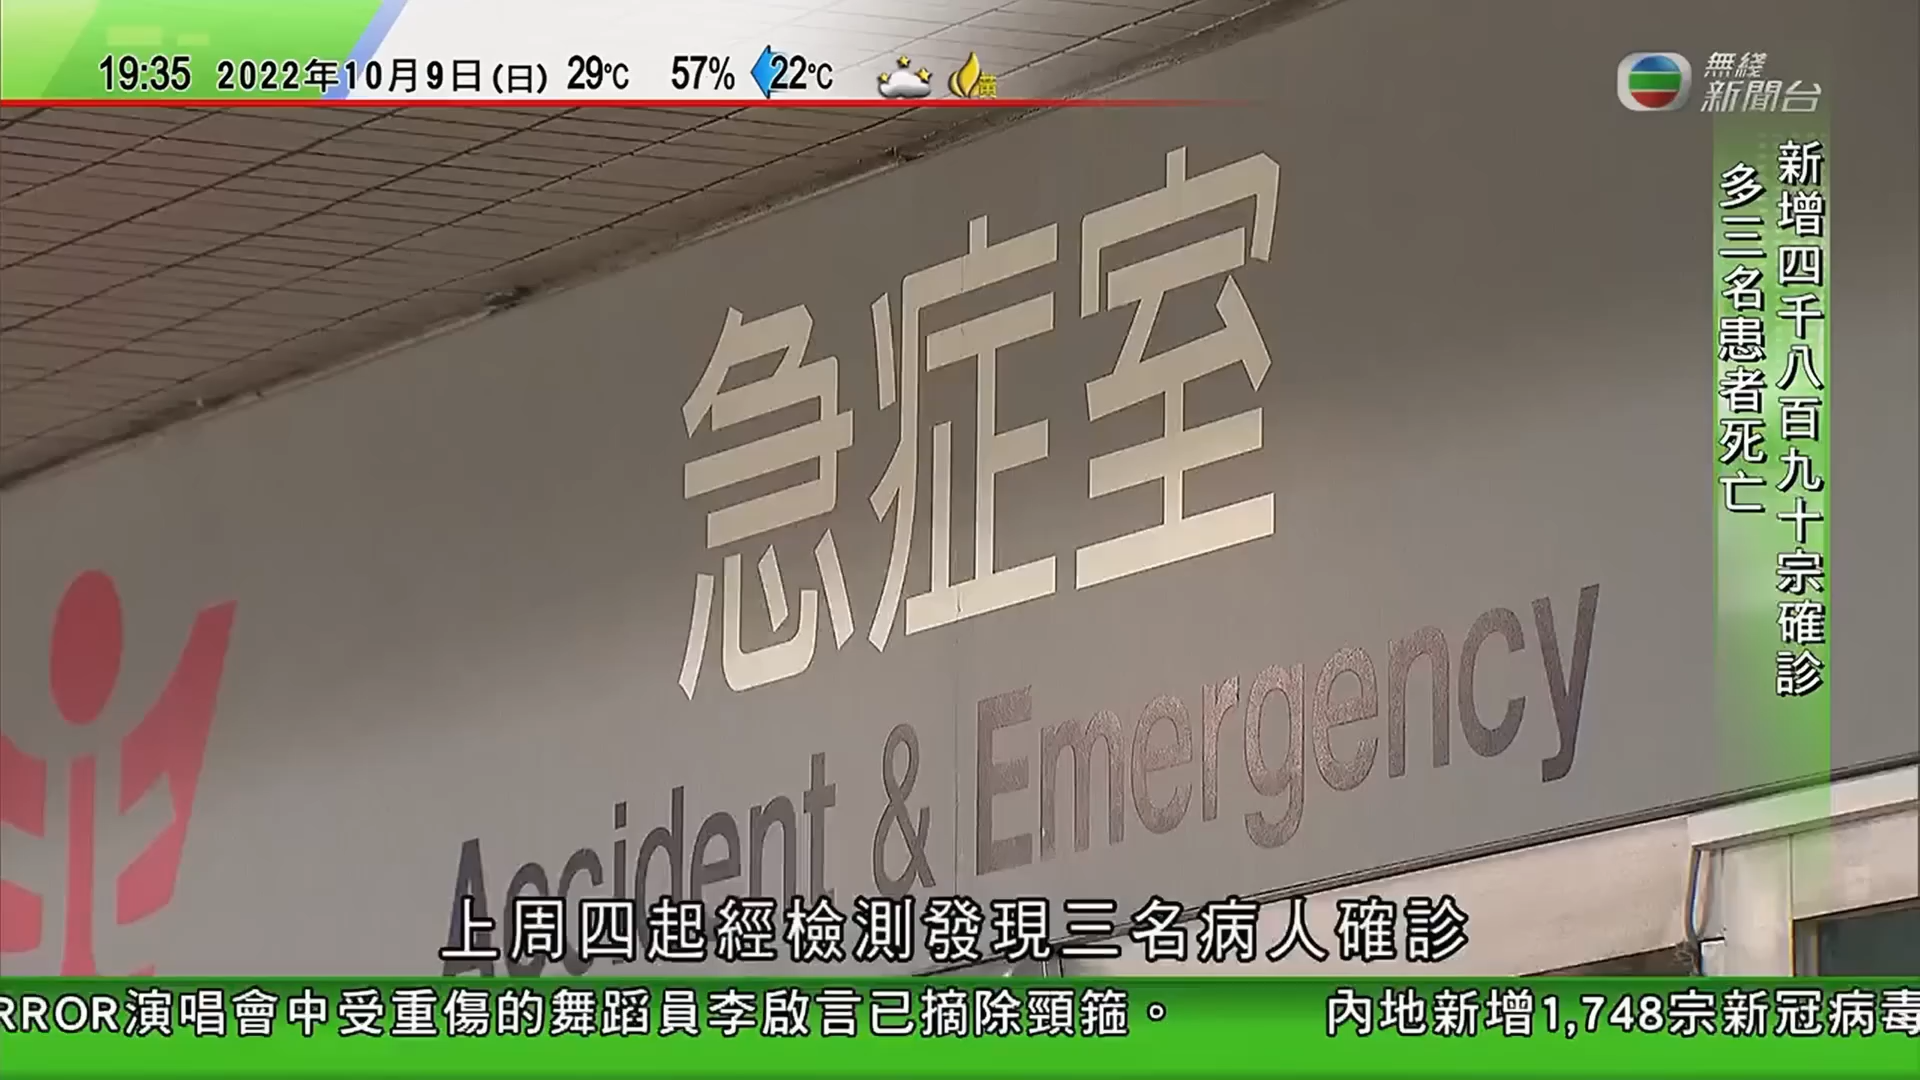 19:35 2022年10月9日(日) 29℃ 57% 22℃
無綫
新聞台
新增四千八百九十宗確診
多三名患者死亡
急症室
Accident & Emergency
上周四起經檢測發現三名病人確診
RROR演唱會中受重傷的舞蹈員李啟言已摘除頸箍。 內地新增1,748宗新冠病毒